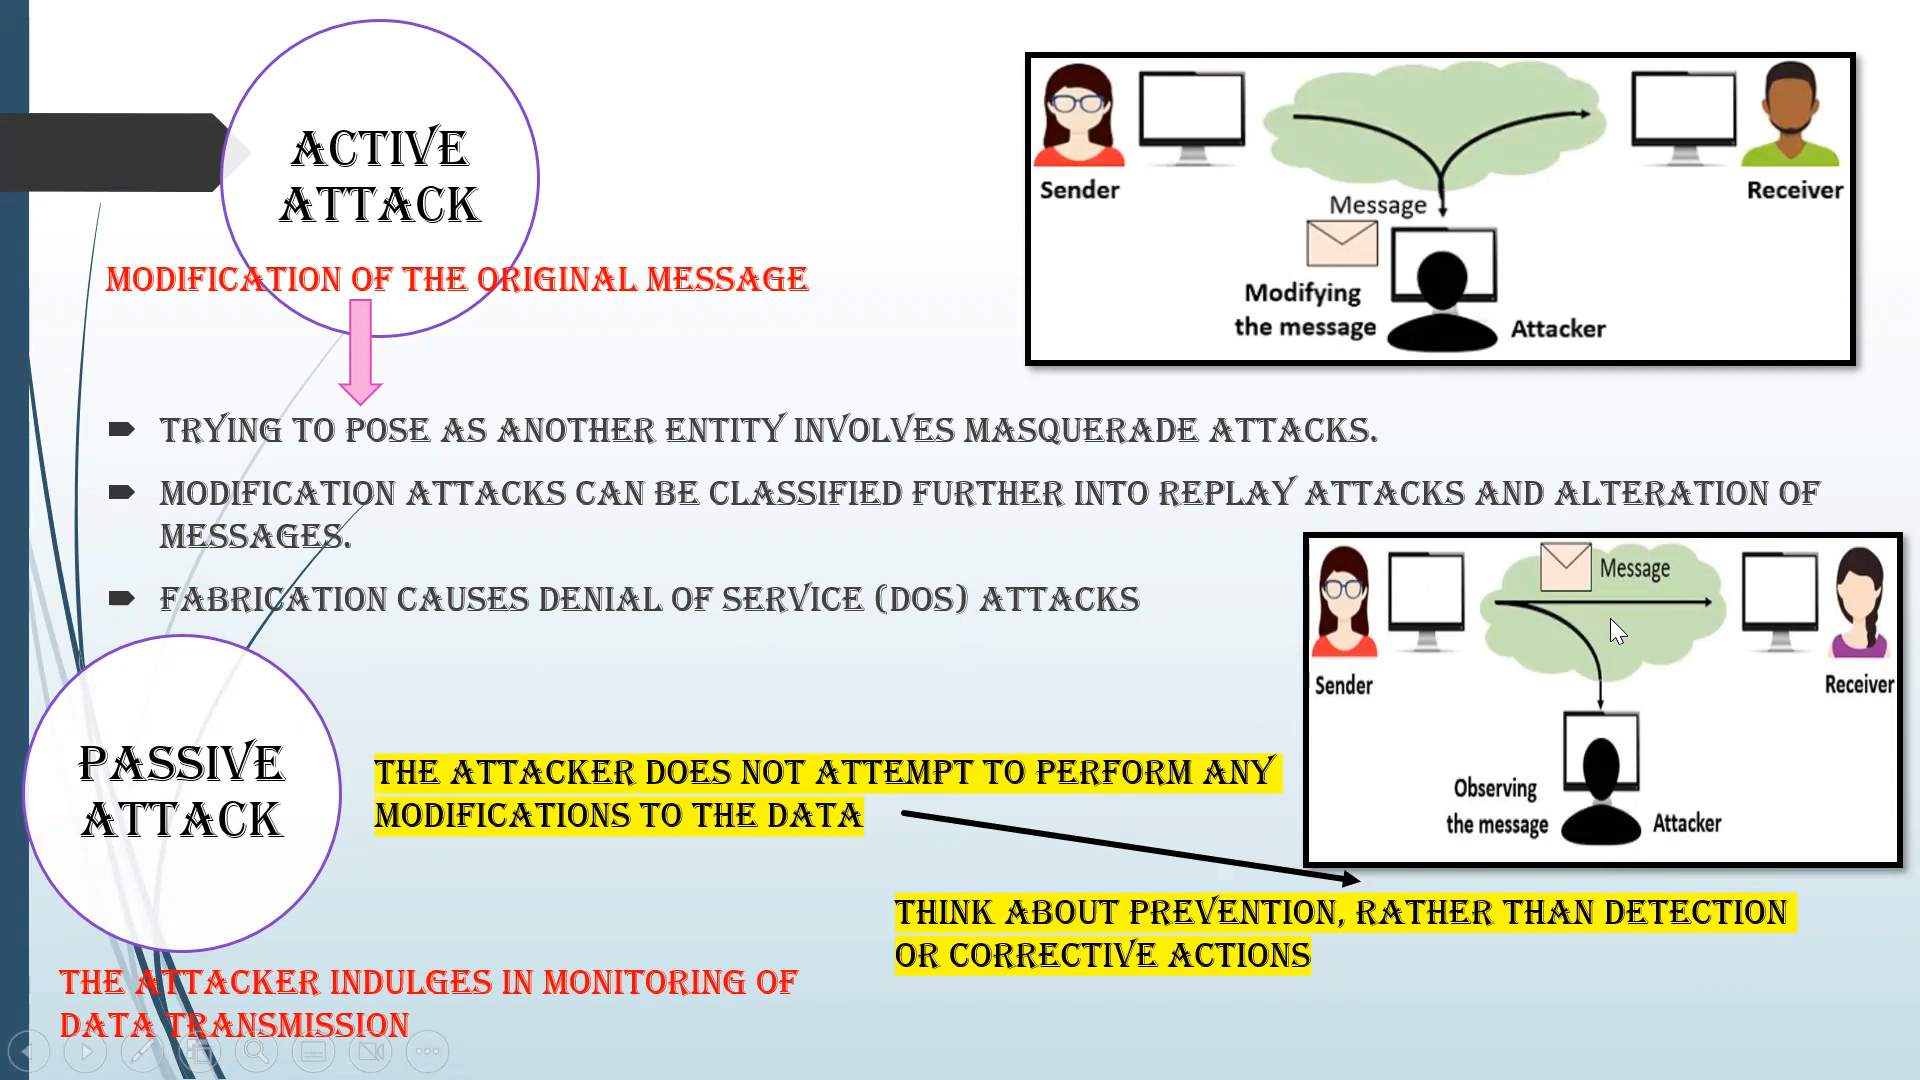 ACTIVE
ATTACK
MODIFICATION OF THE ORIGINAL MESSAGE
Sender
Receiver
Message
Modifying
the message
Attacker
TRYING TO POSE AS ANOTHER ENTITY INVOLVES MASQUERADE ATTACKS.
MODIFICATION ATTACKS CAN BE CLASSIFIED FURTHER INTO REPLAY ATTACKS AND ALTERATION OF
MESSAGES.
FABRICATION CAUSES DENIAL OF SERVICE (DOS) ATTACKS
Message
Sender
Receiver
Observing
the message
Attacker
PASSIVE
ATTACK
THE ATTACKER DOES NOT ATTEMPT TO PERFORM ANY
MODIFICATIONS TO THE DATA
THINK ABOUT PREVENTION, RATHER THAN DETECTION
OR CORRECTIVE ACTIONS
THE ATTACKER INDULGES IN MONITORING OF
DATA TRANSMISSION